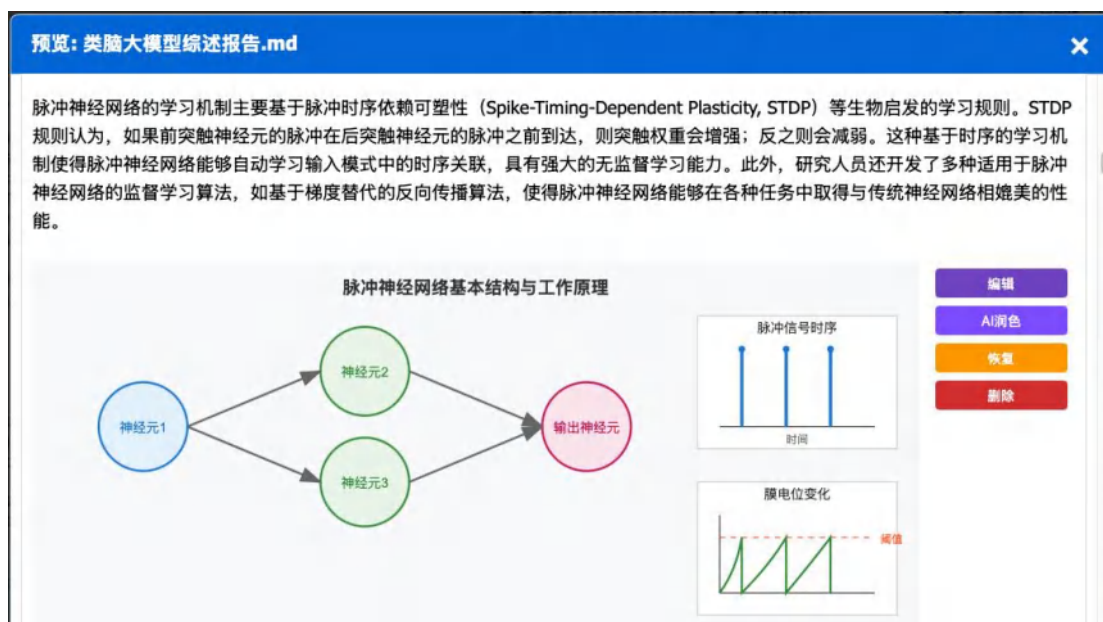 预览: 类脑大模型综述报告.md
×
脉冲神经网络的学习机制主要基于脉冲时序依赖可塑性（Spike-Timing-Dependent Plasticity, STDP）等生物启发的学习规则。STDP
规则认为，如果前突触神经元的脉冲在后突触神经元的脉冲之前到达，则突触权重会增强；反之则会减弱。这种基于时序的学习机
制使得脉冲神经网络能够自动学习输入模式中的时序关联，具有强大的无监督学习能力。此外，研究人员还开发了多种适用于脉冲
神经网络的监督学习算法，如基于梯度替代的反向传播算法，使得脉冲神经网络能够在各种任务中取得与传统神经网络相媲美的性
能。
脉冲神经网络基本结构与工作原理
神经元1
神经元2
神经元3
输出神经元
脉冲信号时序
时间
膜电位变化
阈值
编辑
AI润色
恢复
删除